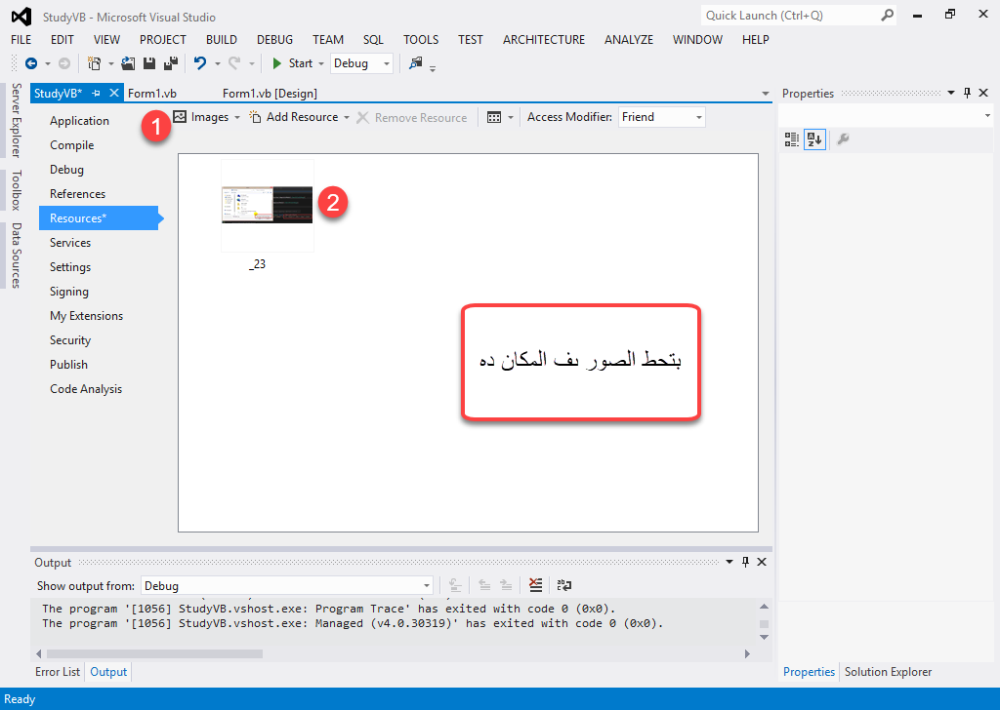 StudyVB - Microsoft Visual Studio
Quick Launch (Ctrl+Q)
FILE EDIT VIEW PROJECT BUILD DEBUG TEAM SQL TOOLS TEST ARCHITECTURE ANALYZE WINDOW HELP
Start Debug
Server Explorer
Toolbox
Data Sources
StudyVB* Form1.vb Form1.vb [Design]
1 Images Add Resource Remove Resource Access Modifier: Friend
Application
Compile
Debug
References
Resources*
Services
Settings
Signing
My Extensions
Security
Publish
Code Analysis
2
_23
بتحط الصور ىف المكان ده
Properties
Output
Show output from: Debug
The program '[1056] StudyVB.vshost.exe: Program Trace' has exited with code 0 (0x0).
The program '[1056] StudyVB.vshost.exe: Managed (v4.0.30319)' has exited with code 0 (0x0).
Error List Output
Properties Solution Explorer
Ready